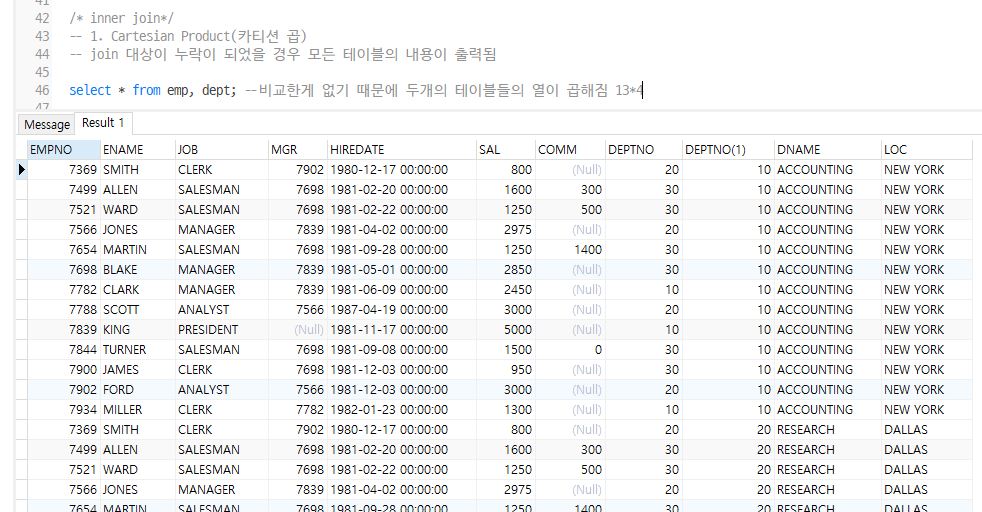 41
42 /* inner join*/
43 -- 1. Cartesian Product(카티션 곱)
44 -- join 대상이 누락이 되었을 경우 모든 테이블의 내용이 출력됨
45
46 select * from emp, dept; --비교한게 없기 때문에 두개의 테이블들의 열이 곱해짐 13*4
47
Message Result 1
EMPNO ENAME JOB MGR HIREDATE SAL COMM DEPTNO DEPTNO(1) DNAME LOC
7369 SMITH CLERK 7902 1980-12-17 00:00:00 800 (Null) 20 10 ACCOUNTING NEW YORK
7499 ALLEN SALESMAN 7698 1981-02-20 00:00:00 1600 300 30 10 ACCOUNTING NEW YORK
7521 WARD SALESMAN 7698 1981-02-22 00:00:00 1250 500 30 10 ACCOUNTING NEW YORK
7566 JONES MANAGER 7839 1981-04-02 00:00:00 2975 (Null) 20 10 ACCOUNTING NEW YORK
7654 MARTIN SALESMAN 7698 1981-09-28 00:00:00 1250 1400 30 10 ACCOUNTING NEW YORK
7698 BLAKE MANAGER 7839 1981-05-01 00:00:00 2850 (Null) 30 10 ACCOUNTING NEW YORK
7782 CLARK MANAGER 7839 1981-06-09 00:00:00 2450 (Null) 10 10 ACCOUNTING NEW YORK
7788 SCOTT ANALYST 7566 1987-04-19 00:00:00 3000 (Null) 20 10 ACCOUNTING NEW YORK
7839 KING PRESIDENT (Null) 1981-11-17 00:00:00 5000 (Null) 10 10 ACCOUNTING NEW YORK
7844 TURNER SALESMAN 7698 1981-09-08 00:00:00 1500 0 30 10 ACCOUNTING NEW YORK
7900 JAMES CLERK 7698 1981-12-03 00:00:00 950 (Null) 30 10 ACCOUNTING NEW YORK
7902 FORD ANALYST 7566 1981-12-03 00:00:00 3000 (Null) 20 10 ACCOUNTING NEW YORK
7934 MILLER CLERK 7782 1982-01-23 00:00:00 1300 (Null) 10 10 ACCOUNTING NEW YORK
7369 SMITH CLERK 7902 1980-12-17 00:00:00 800 (Null) 20 20 RESEARCH DALLAS
7499 ALLEN SALESMAN 7698 1981-02-20 00:00:00 1600 300 30 20 RESEARCH DALLAS
7521 WARD SALESMAN 7698 1981-02-22 00:00:00 1250 500 30 20 RESEARCH DALLAS
7566 JONES MANAGER 7839 1981-04-02 00:00:00 2975 (Null) 20 20 RESEARCH DALLAS
7654 MARTIN SALESMAN 7698 1981-09-28 00:00:00 1250 1400 30 20 RESEARCH DALLAS